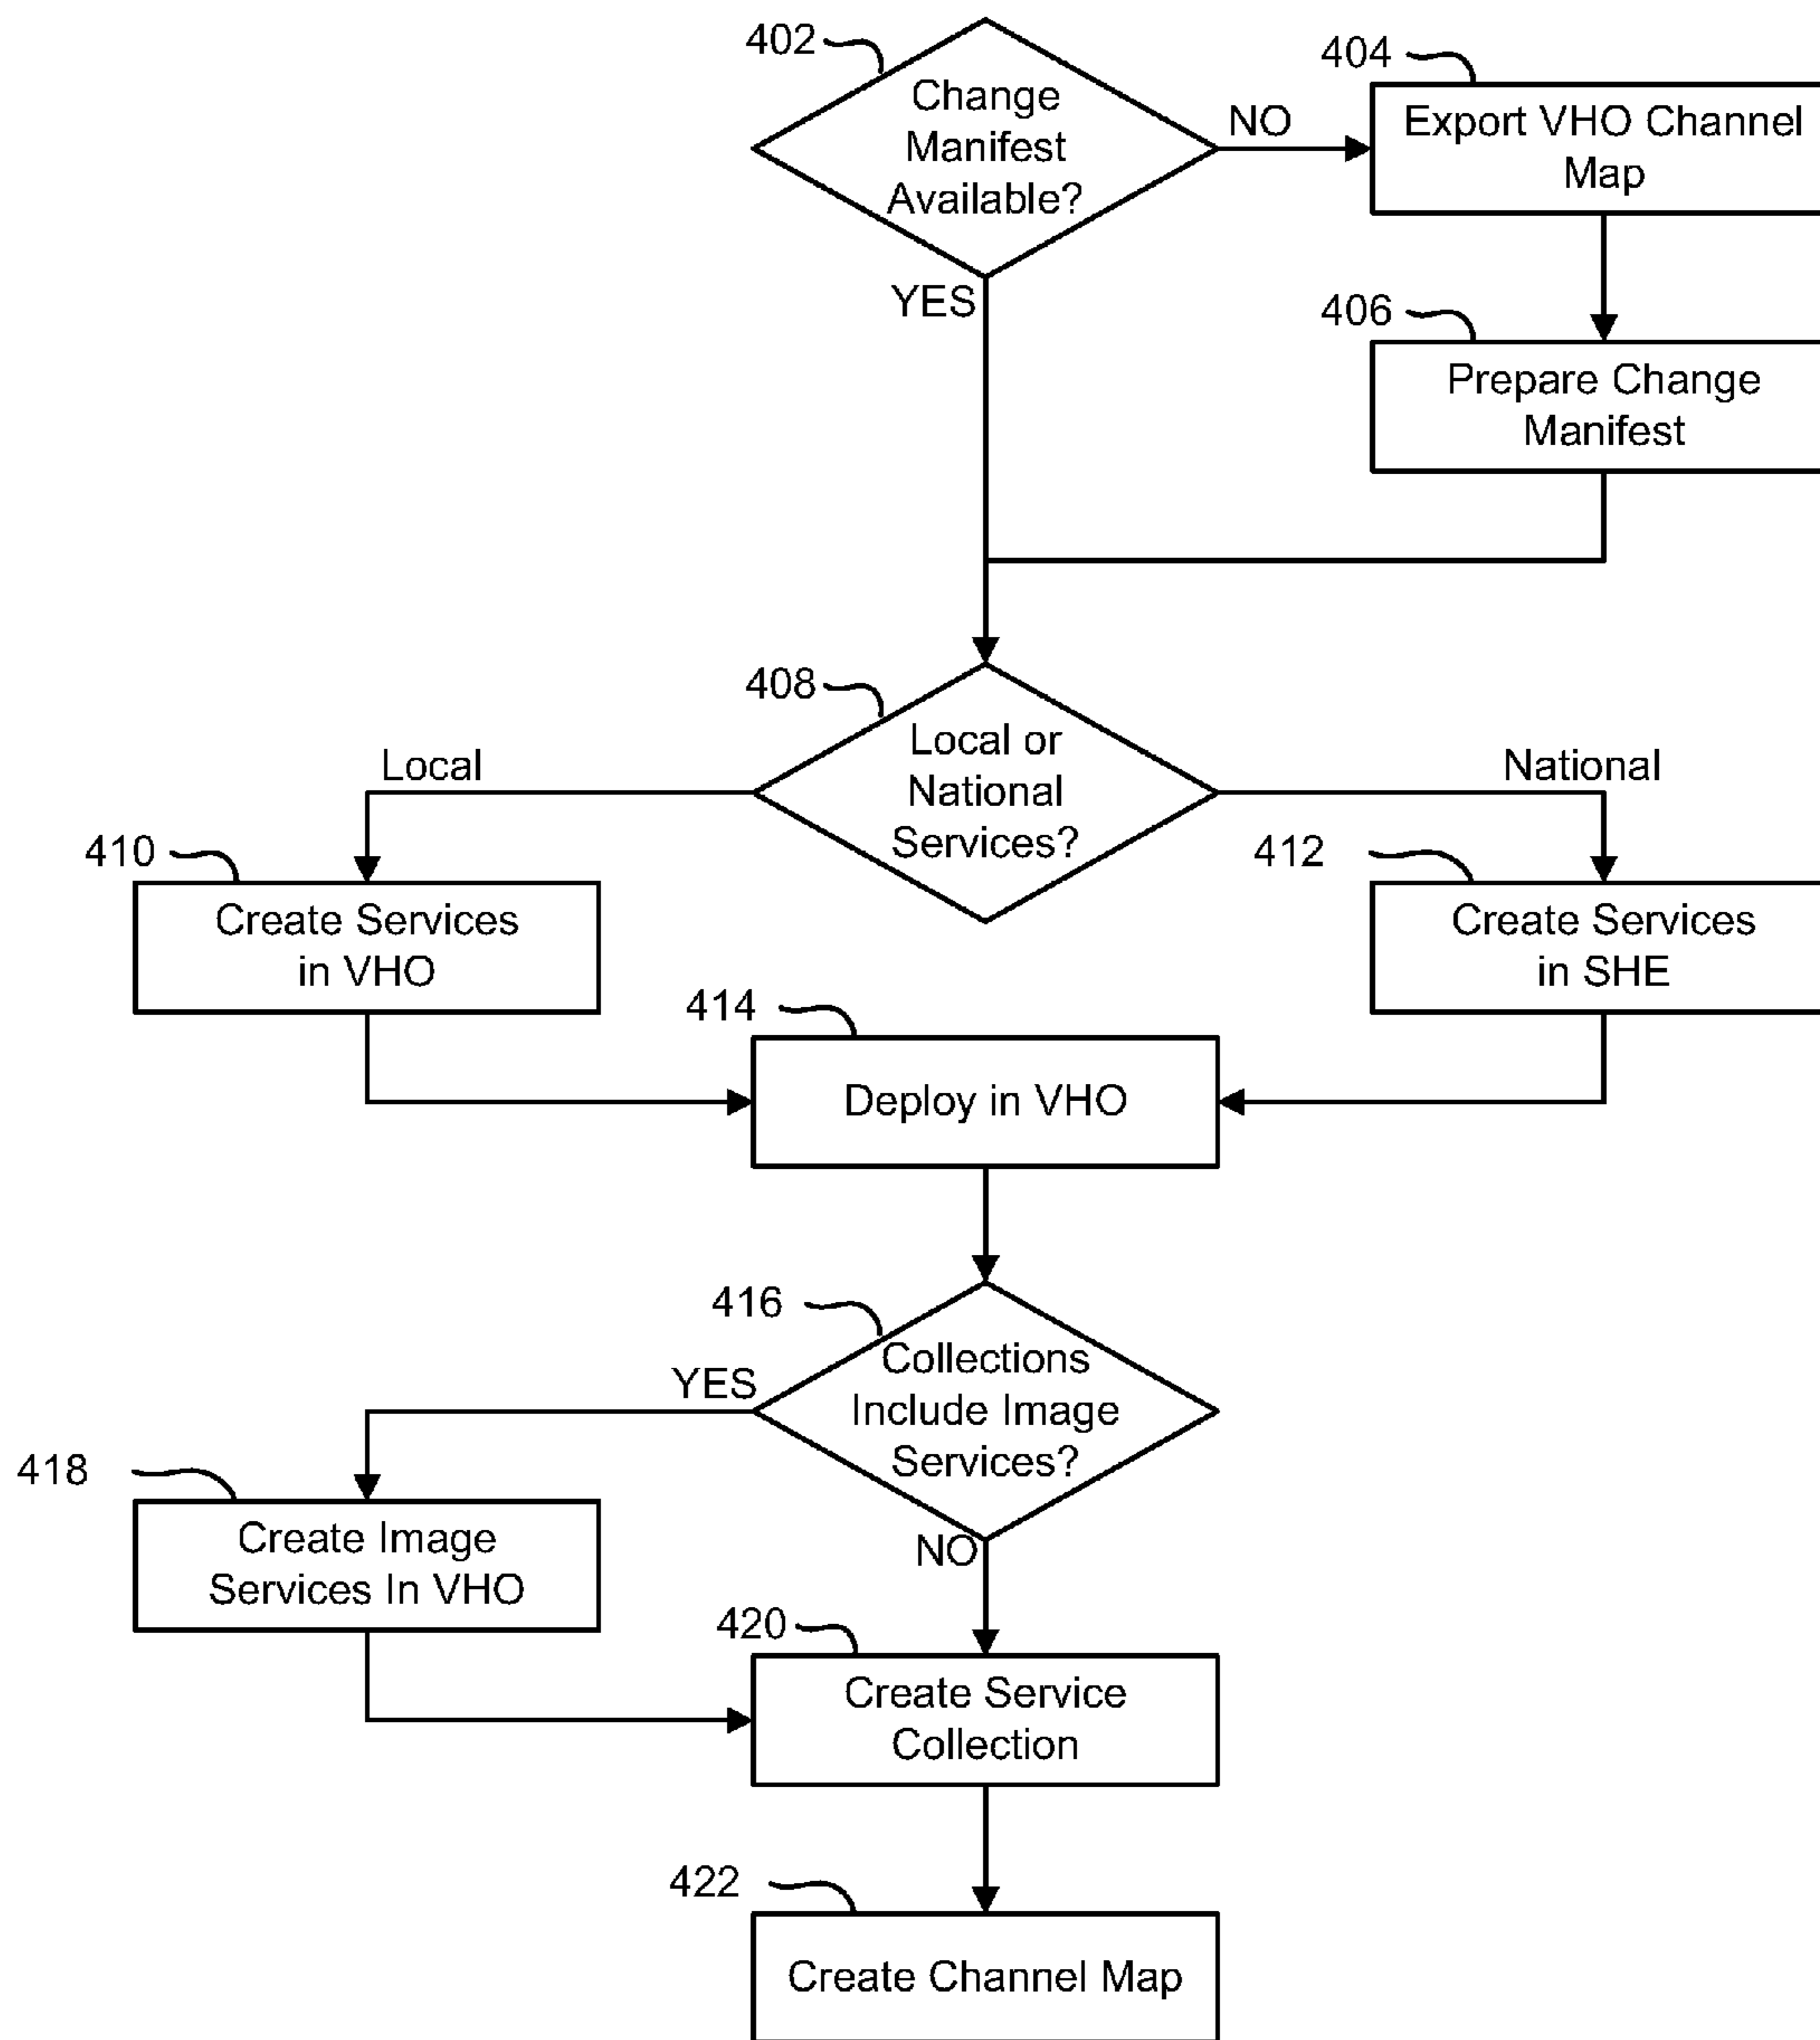 402
Change
Manifest
Available?
NO
404
Export VHO Channel
Map
YES
406
Prepare Change
Manifest
408
Local or
National
Services?
Local
National
410
Create Services
in VHO
412
Create Services
in SHE
414
Deploy in VHO
416
Collections
Include Image
Services?
YES
NO
418
Create Image
Services In VHO
420
Create Service
Collection
422
Create Channel Map